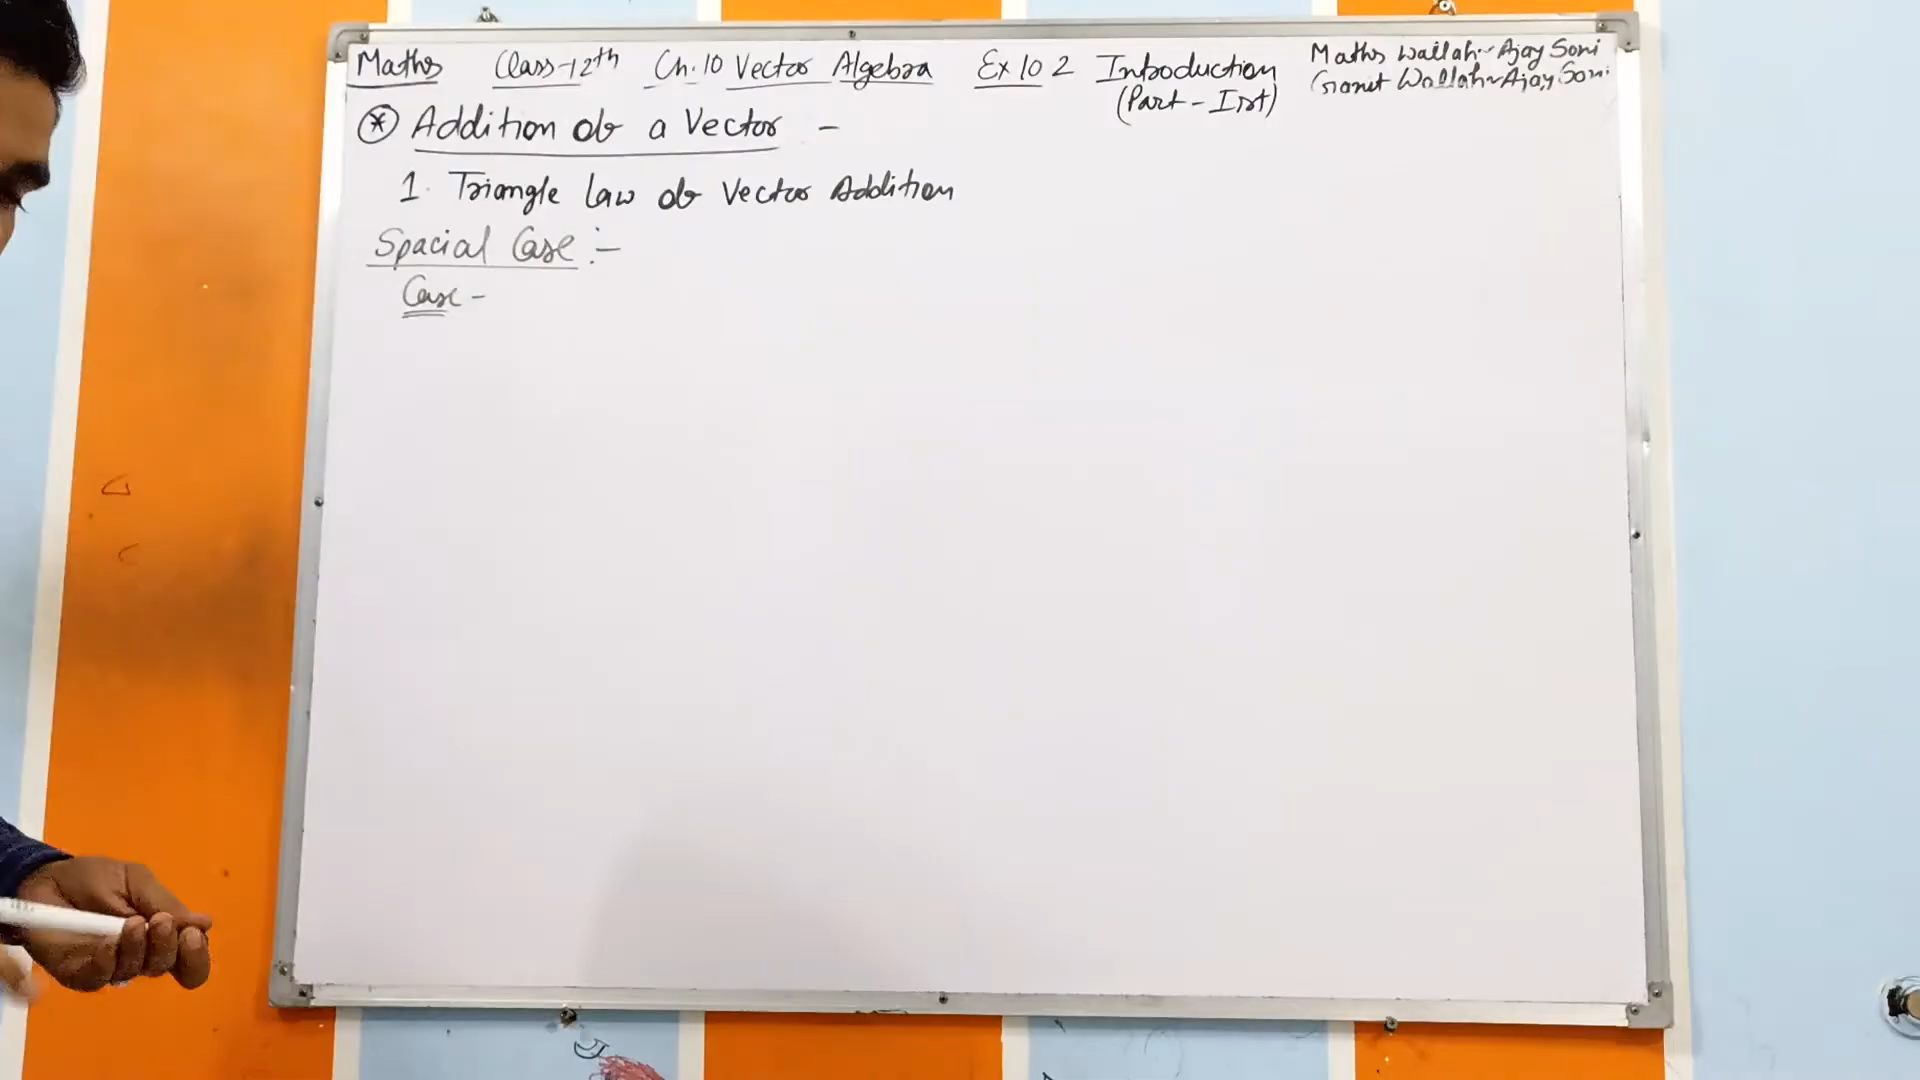 Maths Class-12th Ch.10 Vector Algebra Ex 10.2 Introduction Maths Wallah-Ajay Soni
(Part-Ist) Ganit Wallah-Ajay Soni
* Addition of a Vector -
1. Triangle law of Vector Addition
Spacial Case :-
Case -